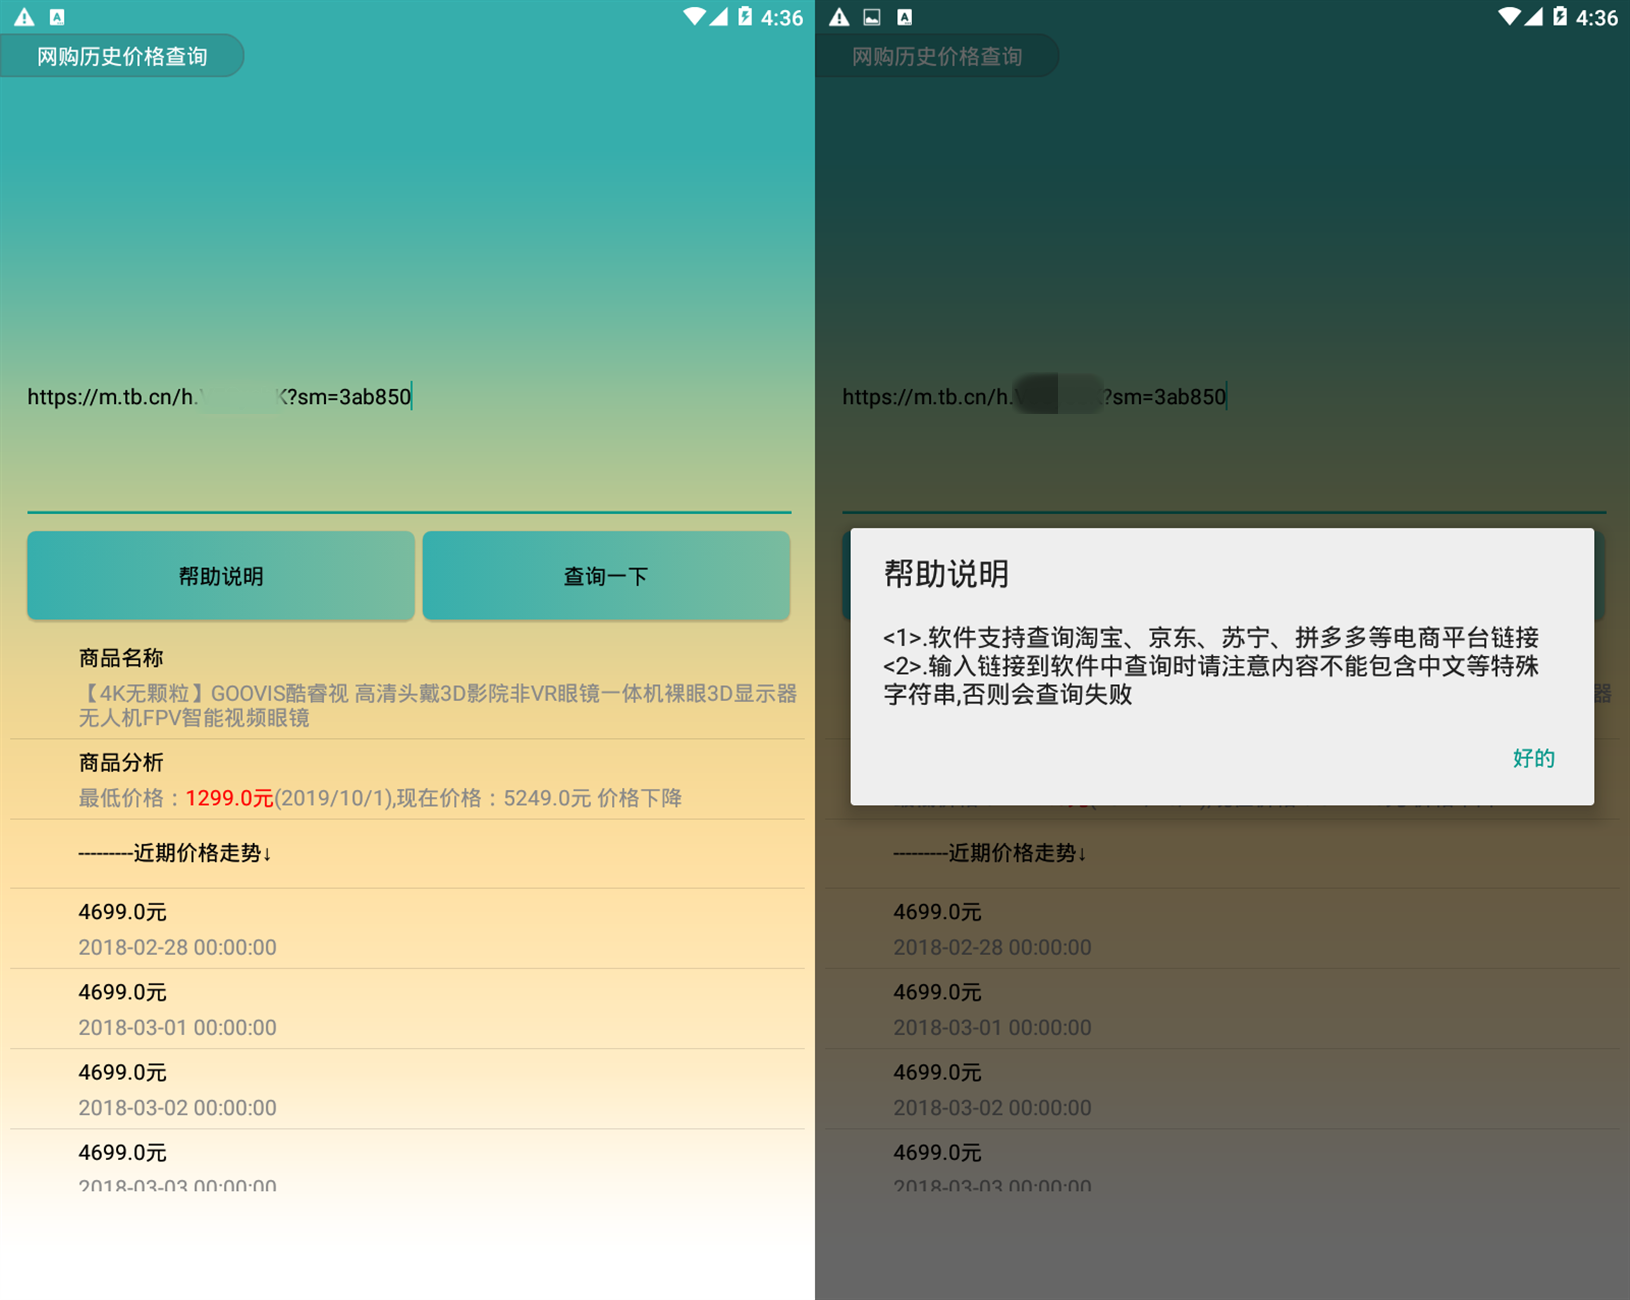 4:36
网购历史价格查询
https://m.tb.cn/h. K?sm=3ab850
帮助说明
查询一下
商品名称
【4K无颗粒】GOOVIS酷睿视 高清头戴3D影院非VR眼镜一体机裸眼3D显示器
无人机FPV智能视频眼镜
商品分析
最低价格：1299.0元(2019/10/1),现在价格：5249.0元 价格下降
---------近期价格走势↓
4699.0元
2018-02-28 00:00:00
4699.0元
2018-03-01 00:00:00
4699.0元
2018-03-02 00:00:00
4699.0元
2018-03-03 00:00:00
4:36
网购历史价格查询
https://m.tb.cn/h. ?sm=3ab850
帮助说明
<1>.软件支持查询淘宝、京东、苏宁、拼多多等电商平台链接
<2>.输入链接到软件中查询时请注意内容不能包含中文等特殊
字符串,否则会查询失败
好的
器
---------近期价格走势↓
4699.0元
2018-02-28 00:00:00
4699.0元
2018-03-01 00:00:00
4699.0元
2018-03-02 00:00:00
4699.0元
2018-03-03 00:00:00